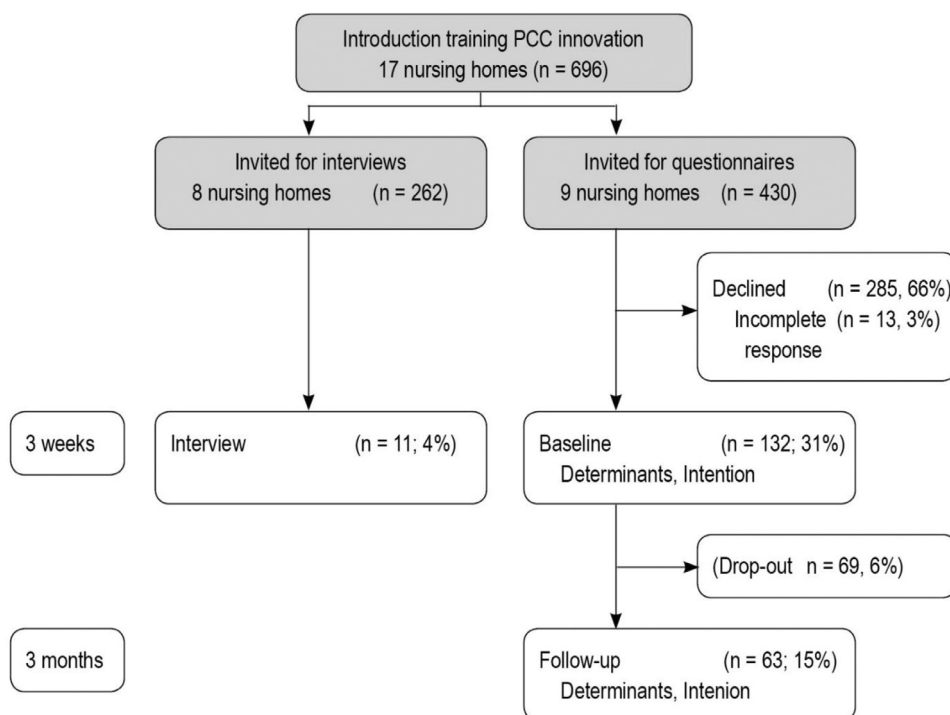 Introduction training PCC innovation
17 nursing homes (n = 696)
Invited for interviews
8 nursing homes (n = 262)
Invited for questionnaires
9 nursing homes (n = 430)
Declined (n = 285, 66%)
Incomplete (n = 13, 3%)
response
3 weeks
Interview (n = 11; 4%)
Baseline (n = 132; 31%)
Determinants, Intention
(Drop-out n = 69, 6%)
3 months
Follow-up (n = 63; 15%)
Determinants, Intenion